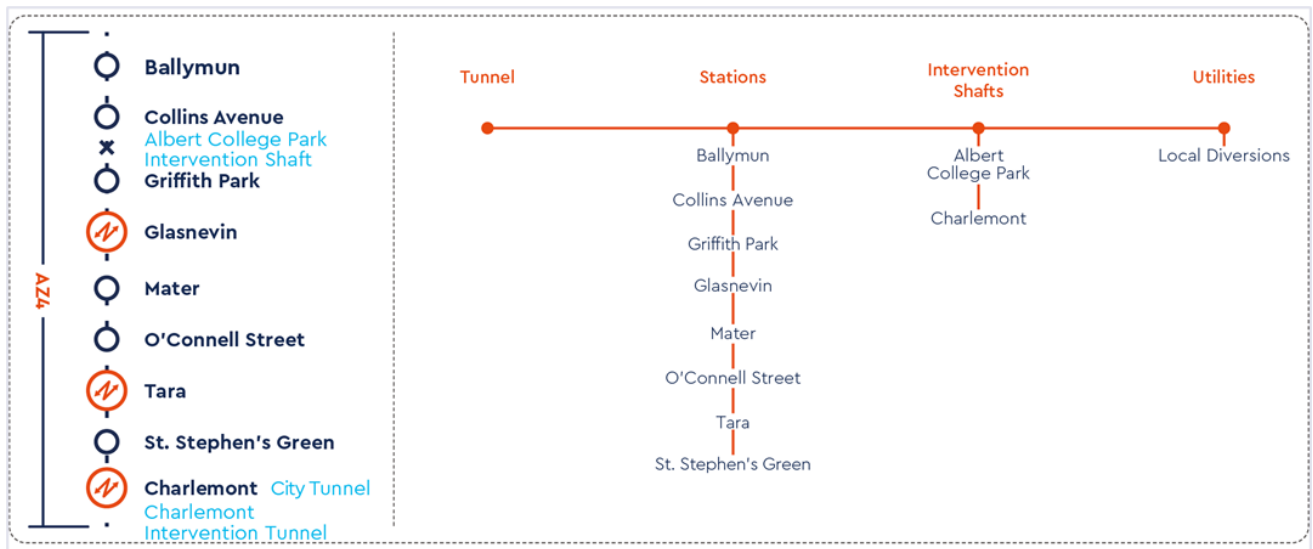 AZ4
Ballymun
Collins Avenue
Albert College Park
Intervention Shaft
Griffith Park
Glasnevin
Mater
O'Connell Street
Tara
St. Stephen's Green
Charlemont City Tunnel
Charlemont
Intervention Tunnel
Tunnel
Stations
Ballymun
Collins Avenue
Griffith Park
Glasnevin
Mater
O'Connell Street
Tara
St. Stephen's Green
Intervention
Shafts
Albert
College Park
Charlemont
Utilities
Local Diversions